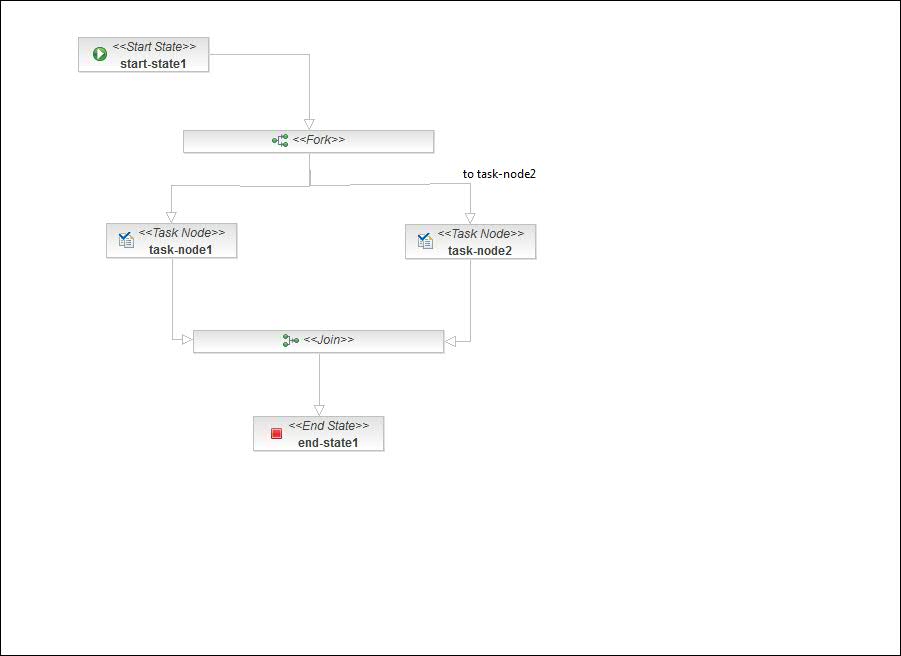 <<Start State>>
start-state1
<<Fork>>
to task-node2
<<Task Node>>
task-node1
<<Task Node>>
task-node2
<<Join>>
<<End State>>
end-state1